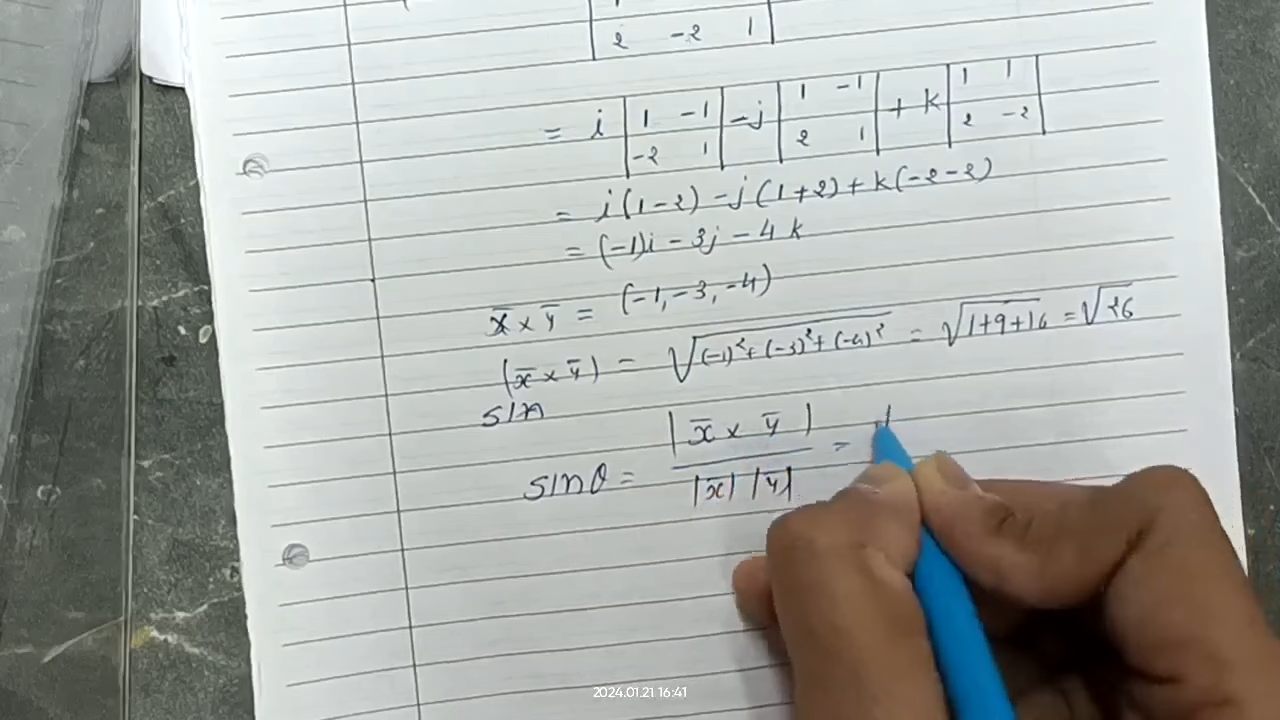 2 -2 1
= i | 1 -1 | -j | 1 -1 | + k | 1 1 |
| -2 1 | | 2 1 | | 2 -2 |
= i(1-2) -j(1+2) + k(-2-2)
= (-1)i - 3j - 4k
x̄ × ȳ = (-1, -3, -4)
(x̄ × ȳ) = √(-1)² + (-3)² + (-4)² = √1+9+16 = √26
sin
sinθ = |x̄ × ȳ| / |x̄| |ȳ| =
2024.01.21 16:41